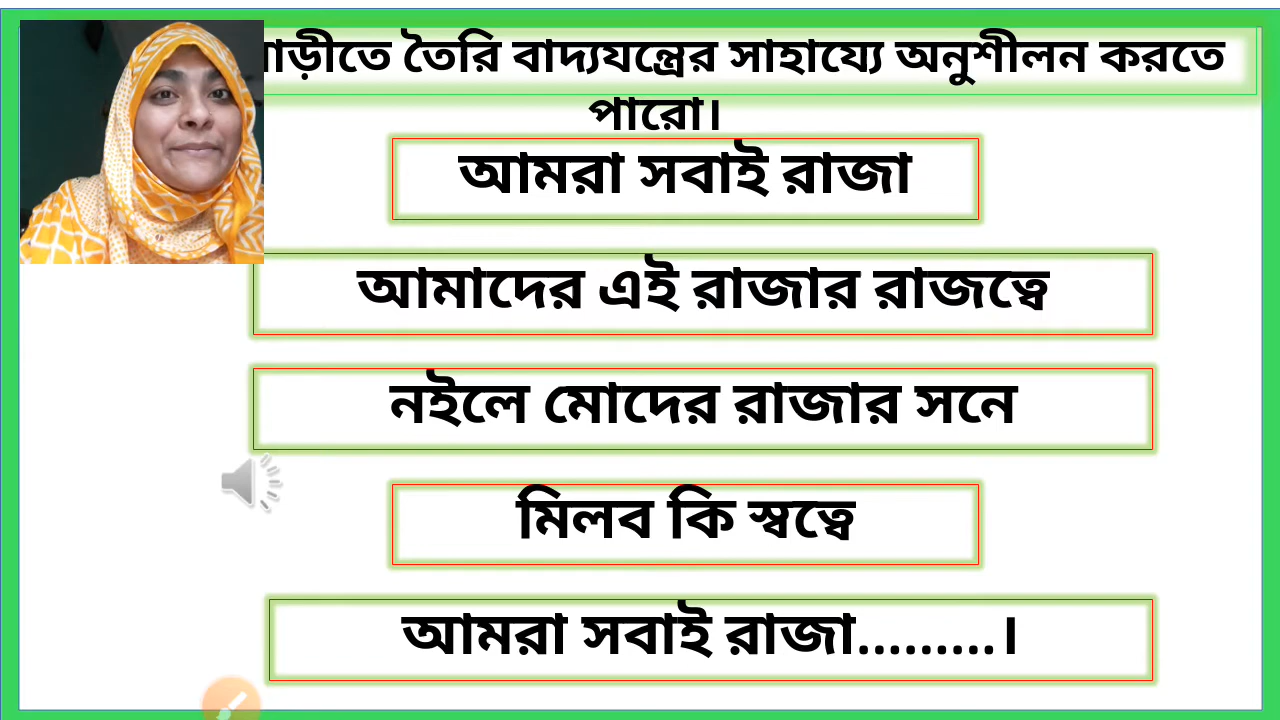 তৈরি বাদ্যযন্ত্রের সাহায্যে অনুশীলন করতে
পারো।
আমরা সবাই রাজা
আমাদের এই রাজার রাজত্বে
নইলে মোদের রাজার সনে
মিলব কি স্বত্বে
আমরা সবাই রাজা.........।